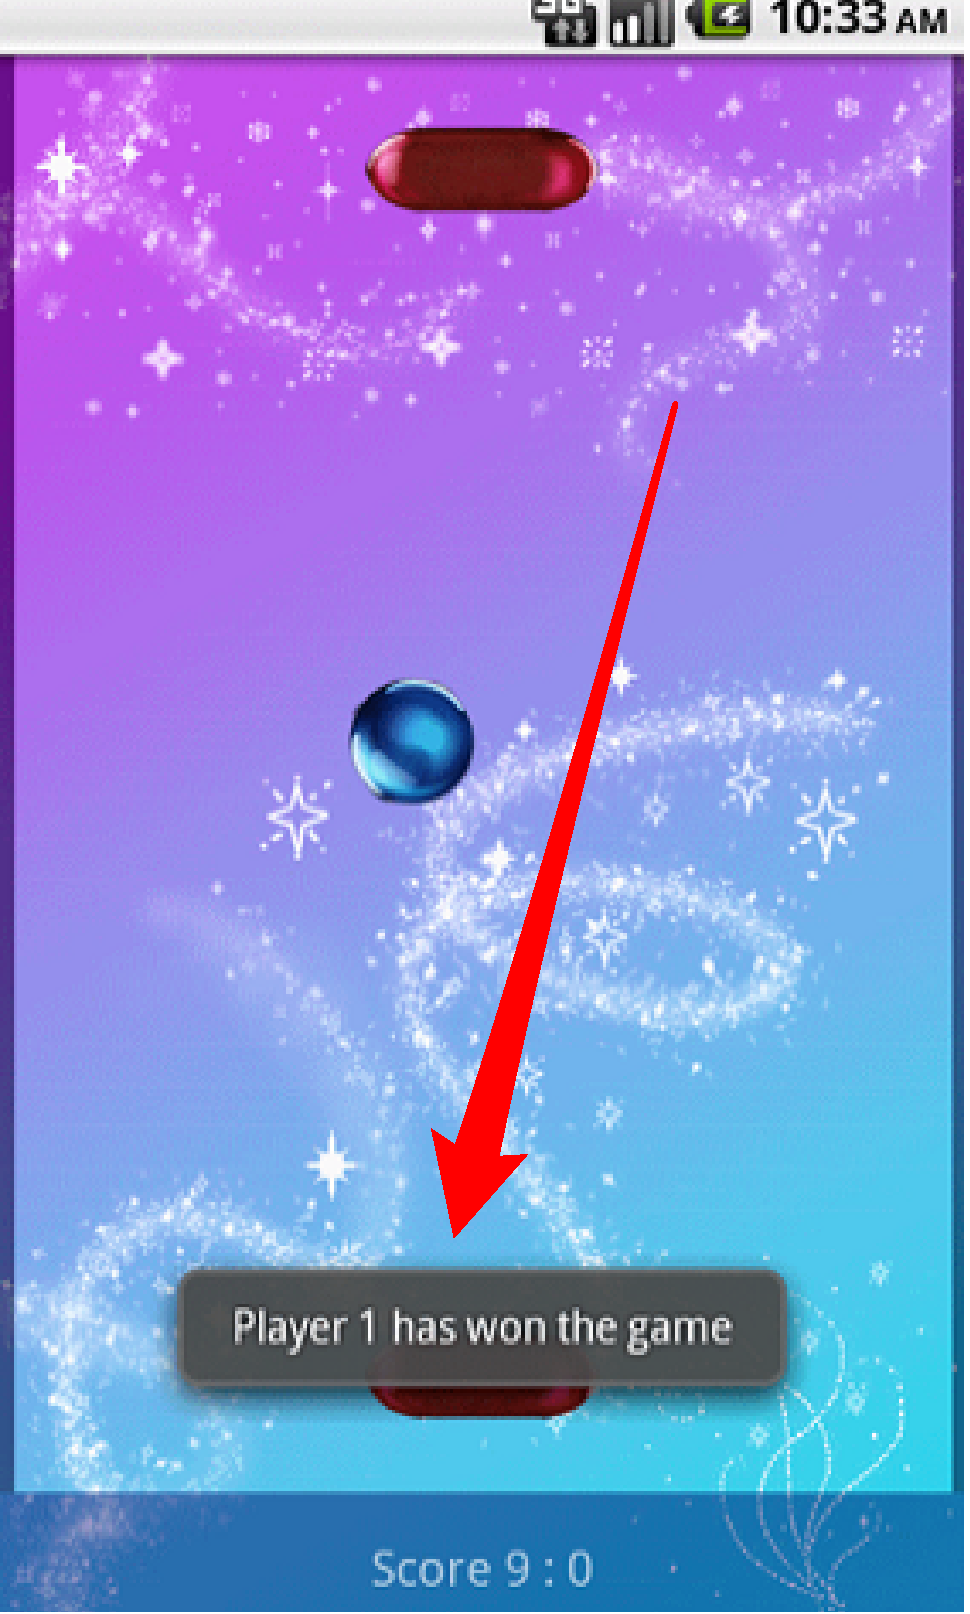 10:33 AM
Player 1 has won the game
Score 9 : 0